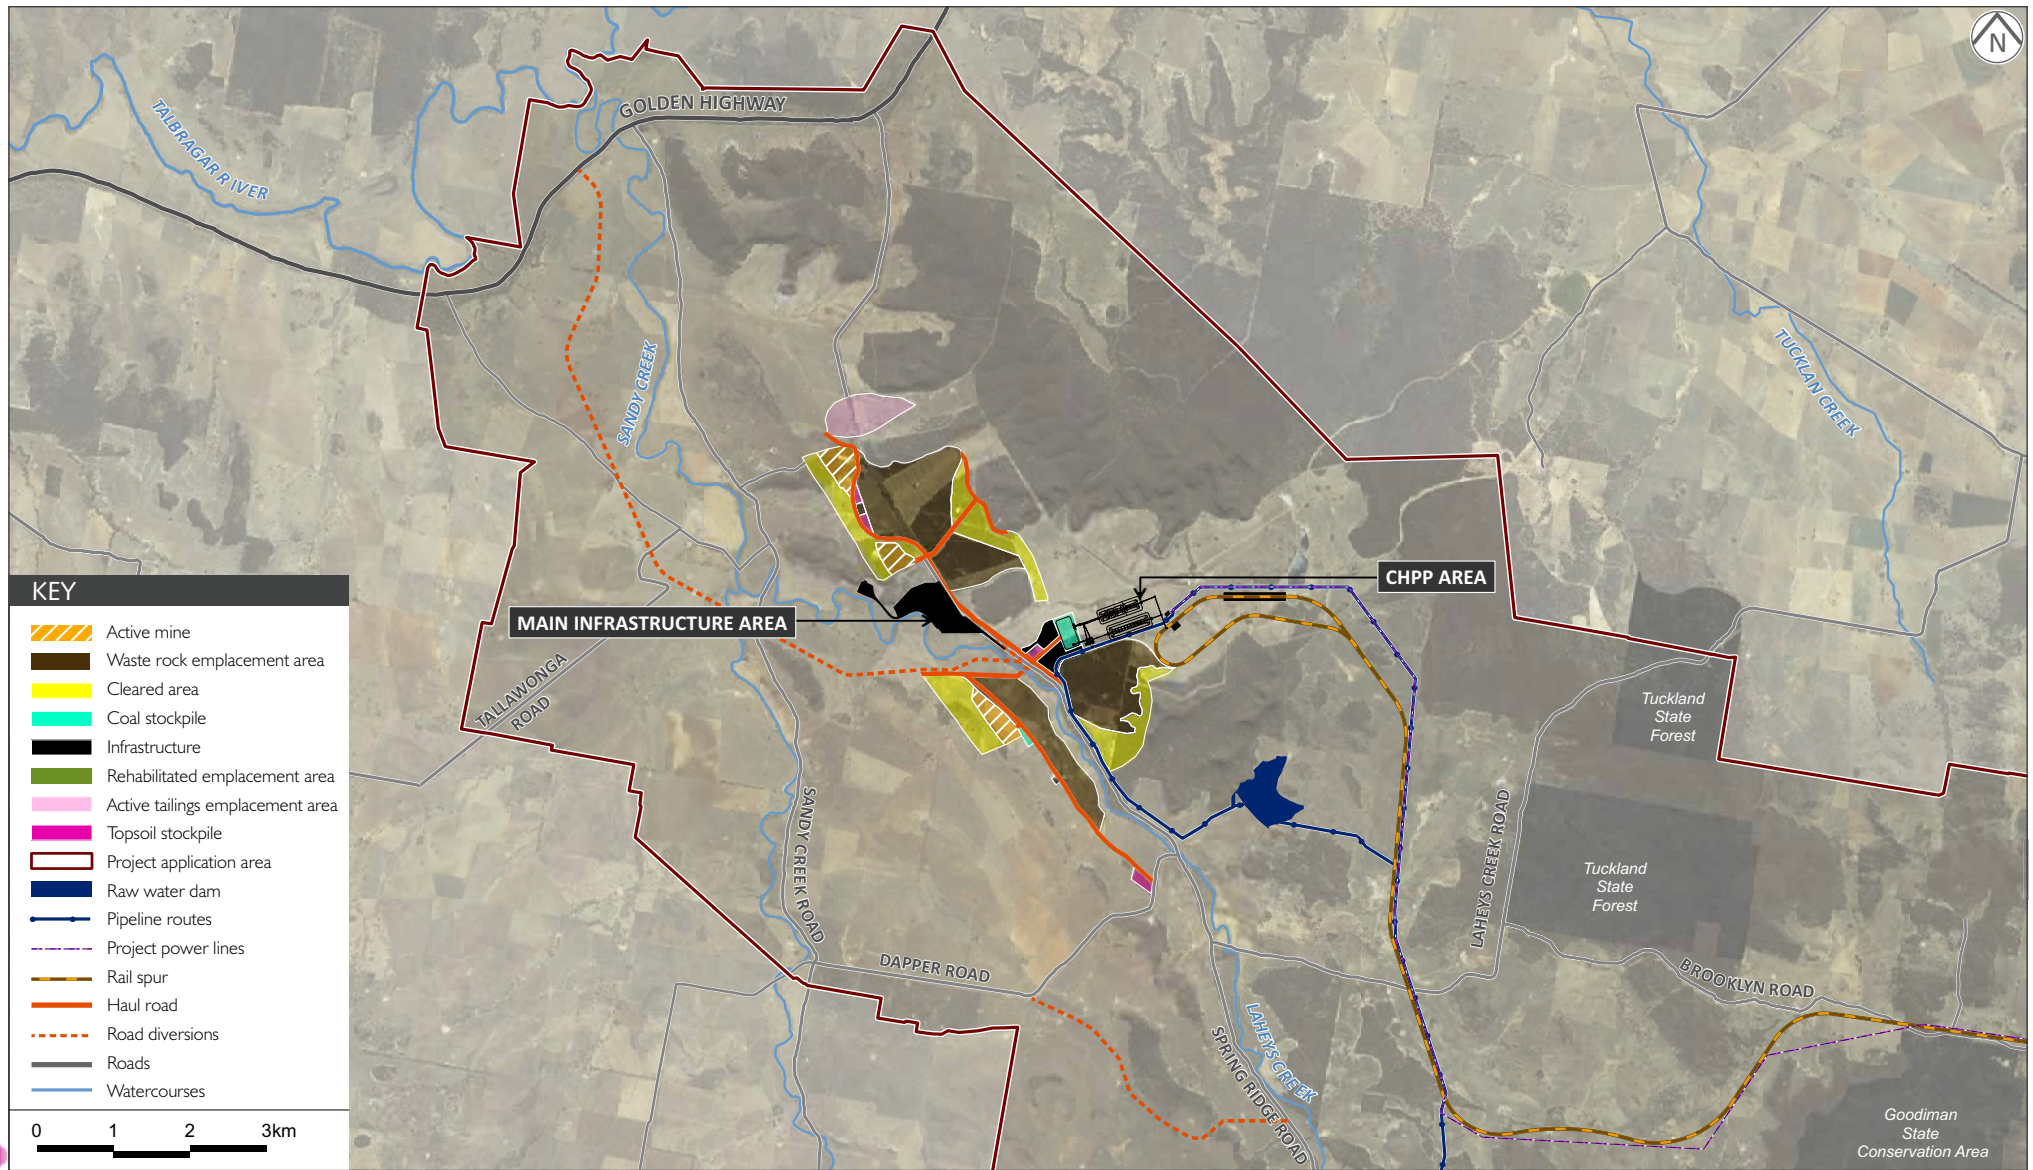 N
GOLDEN HIGHWAY
TALBRAGAR RIVER
SANDY CREEK
TUCKLAN CREEK
CHPP AREA
MAIN INFRASTRUCTURE AREA
TALLAWONGA
ROAD
SANDY CREEK ROAD
DAPPER ROAD
LAHEYS CREEK ROAD
BROOKLYN ROAD
LAHEYS CREEK
SPRING RIDGE ROAD
Tuckland
State
Forest
Tuckland
State
Forest
Goodiman
State
Conservation Area
KEY
Active mine
Waste rock emplacement area
Cleared area
Coal stockpile
Infrastructure
Rehabilitated emplacement area
Active tailings emplacement area
Topsoil stockpile
Project application area
Raw water dam
Pipeline routes
Project power lines
Rail spur
Haul road
Road diversions
Roads
Watercourses
0 1 2 3km